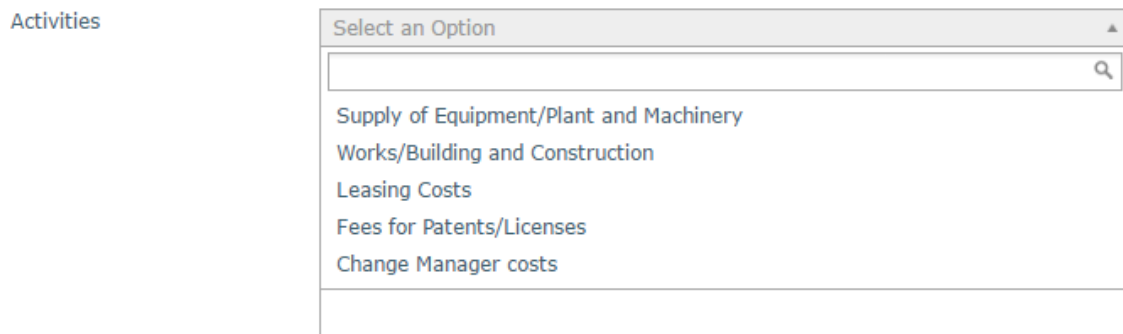 Activities
Select an Option
Supply of Equipment/Plant and Machinery
Works/Building and Construction
Leasing Costs
Fees for Patents/Licenses
Change Manager costs